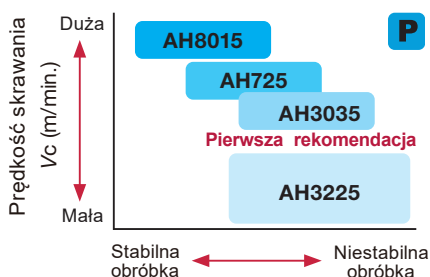 Prędkość skrawania
Vc (m/min.)
Duża
Mała
AH8015
AH725
AH3035
Pierwsza rekomendacja
AH3225
P
Stabilna
obróbka
Niestabilna
obróbka